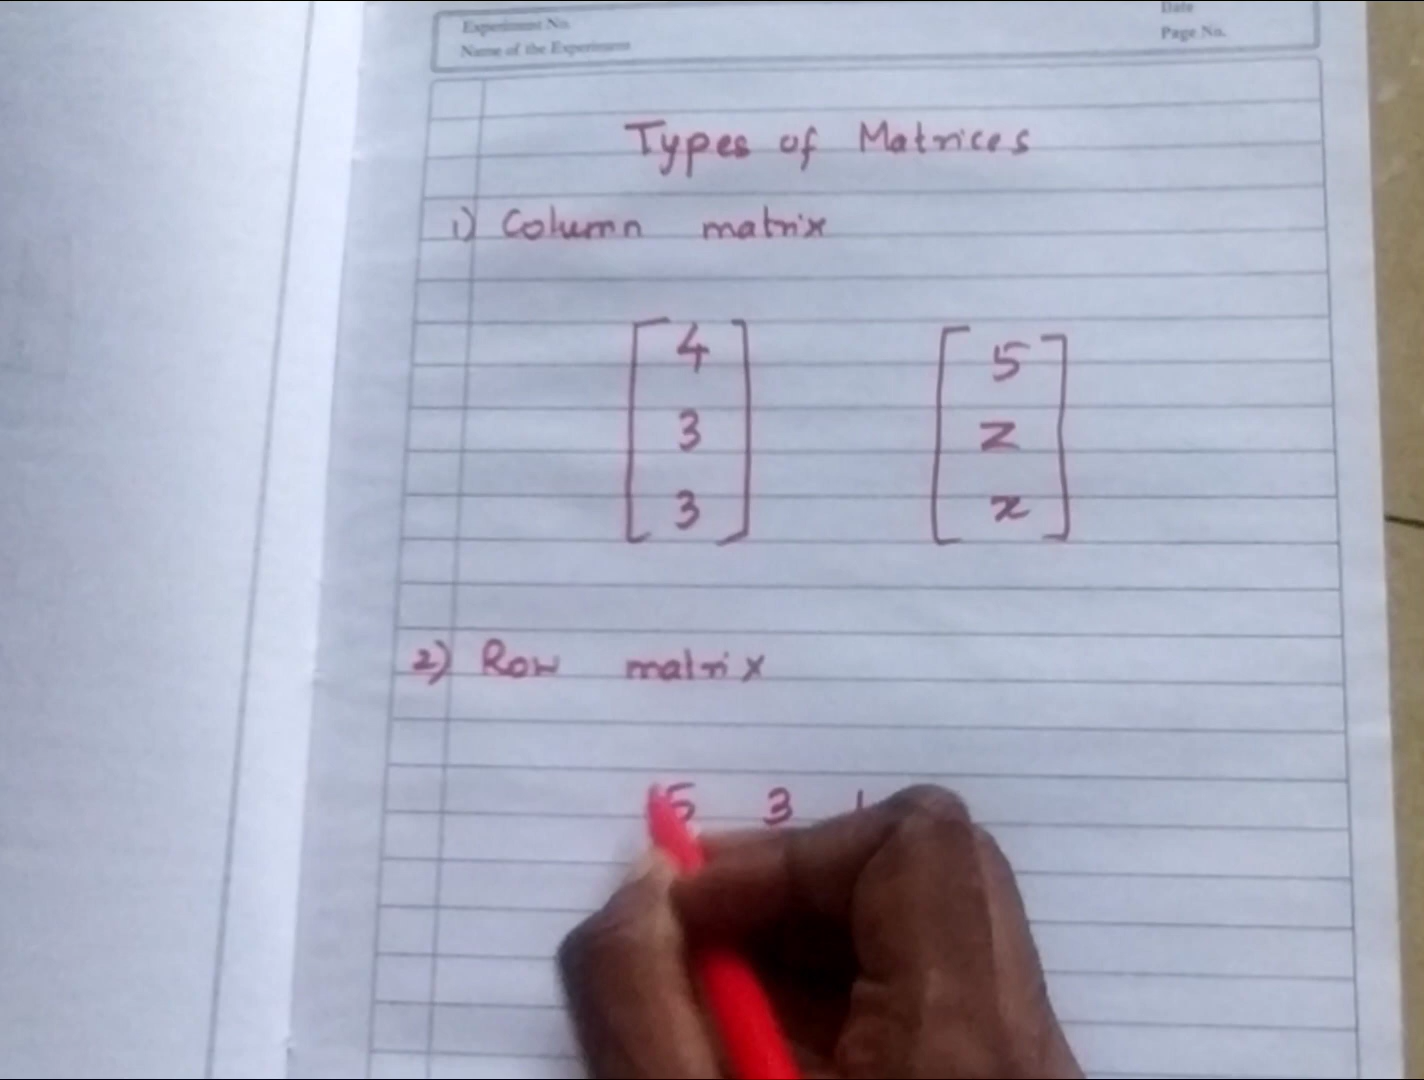 Experiment No.
Date
Name of the Experiment
Page No.
Types of Matrices
1) Column matrix
4 5
3 z
3 x
2) Row matrix
5 3